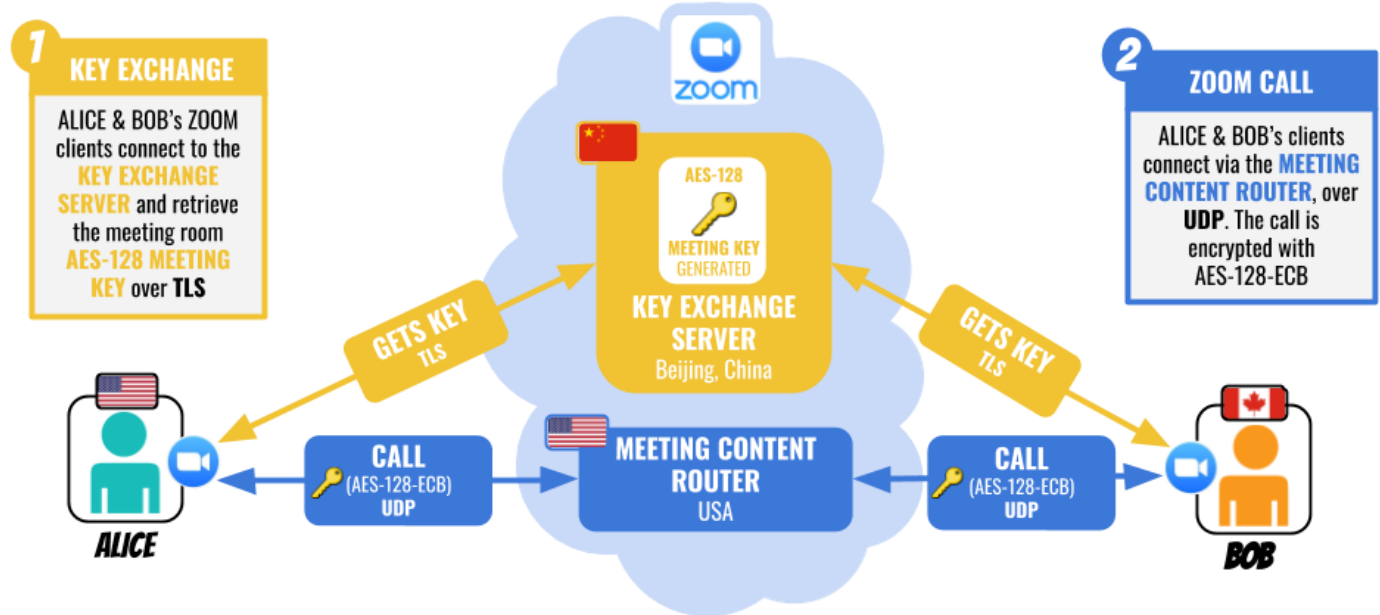 1
KEY EXCHANGE
ALICE & BOB's ZOOM
clients connect to the
KEY EXCHANGE
SERVER and retrieve
the meeting room
AES-128 MEETING
KEY over TLS
zoom
2
ZOOM CALL
ALICE & BOB's clients
connect via the MEETING
CONTENT ROUTER, over
UDP. The call is
encrypted with
AES-128-ECB
AES-128
MEETING KEY
GENERATED
KEY EXCHANGE
SERVER
Beijing, China
GETS KEY
TLS
GETS KEY
TLS
CALL
(AES-128-ECB)
UDP
MEETING CONTENT
ROUTER
USA
CALL
(AES-128-ECB)
UDP
ALICE
BOB